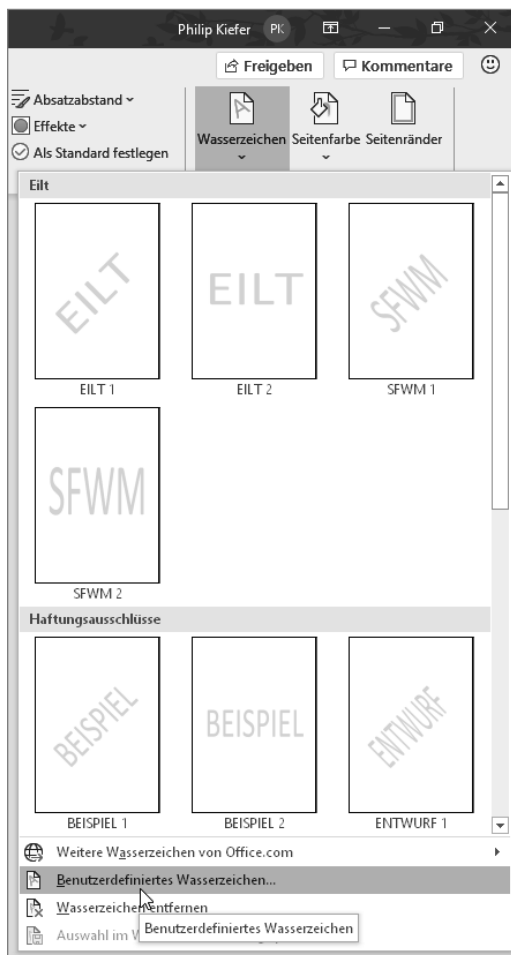 Philip Kiefer PK
Freigeben Kommentare
Absatzabstand
Effekte
Als Standard festlegen
Wasserzeichen Seitenfarbe Seitenränder
Eilt
EILT EILT SFWM
EILT 1 EILT 2 SFWM 1
SFWM
SFWM 2
Haftungsausschlüsse
BEISPIEL BEISPIEL ENTWURF
BEISPIEL 1 BEISPIEL 2 ENTWURF 1
Weitere Wasserzeichen von Office.com
Benutzerdefiniertes Wasserzeichen...
Wasserzeichen entfernen
Auswahl im
Benutzerdefiniertes Wasserzeichen